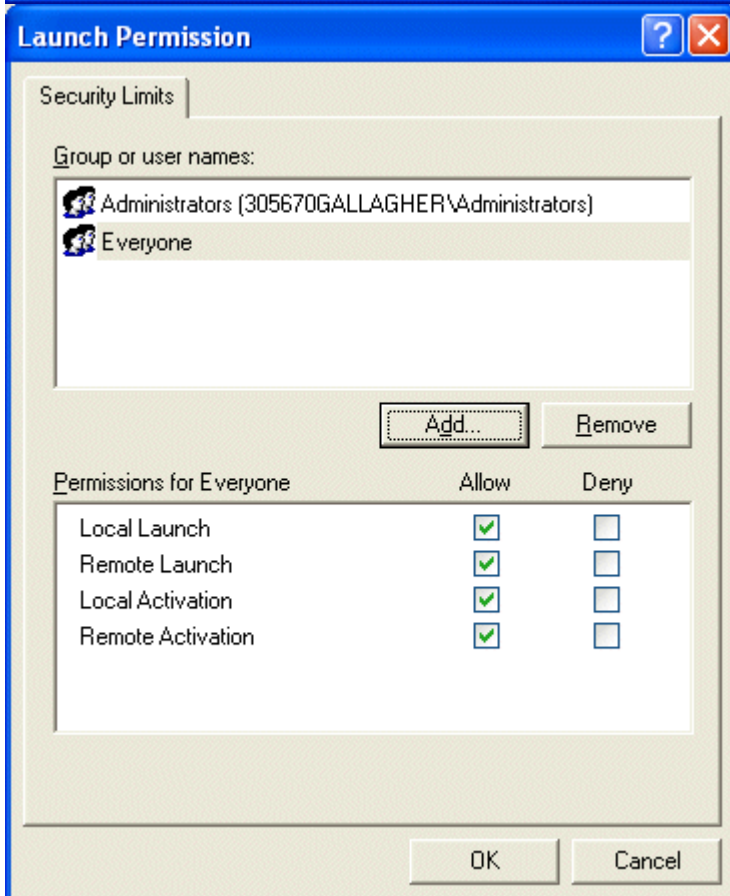 Launch Permission
Security Limits
Group or user names:
Administrators (305670GALLAGHER\Administrators)
Everyone
Add... Remove
Permissions for Everyone Allow Deny
Local Launch
Remote Launch
Local Activation
Remote Activation
OK Cancel